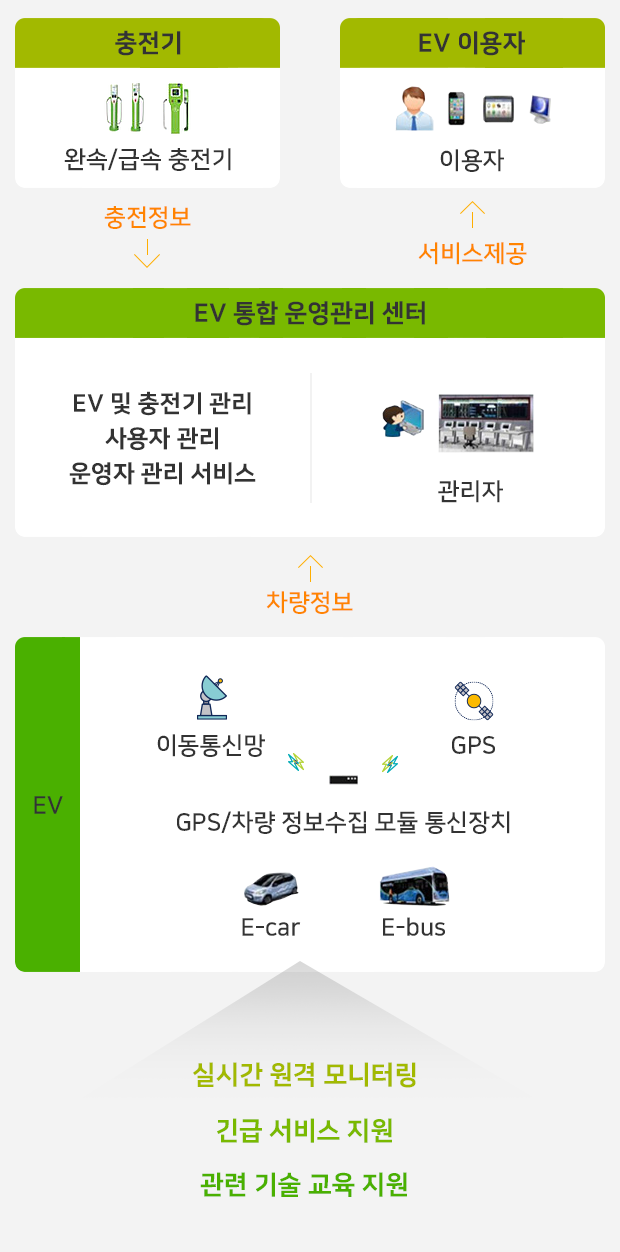 충전기
EV 이용자
완속/급속 충전기
이용자
충전정보
서비스제공
EV 통합 운영관리 센터
EV 및 충전기 관리
사용자 관리
운영자 관리 서비스
관리자
차량정보
EV
이동통신망
GPS
GPS/차량 정보수집 모듈 통신장치
E-car
E-bus
실시간 원격 모니터링
긴급 서비스 지원
관련 기술 교육 지원